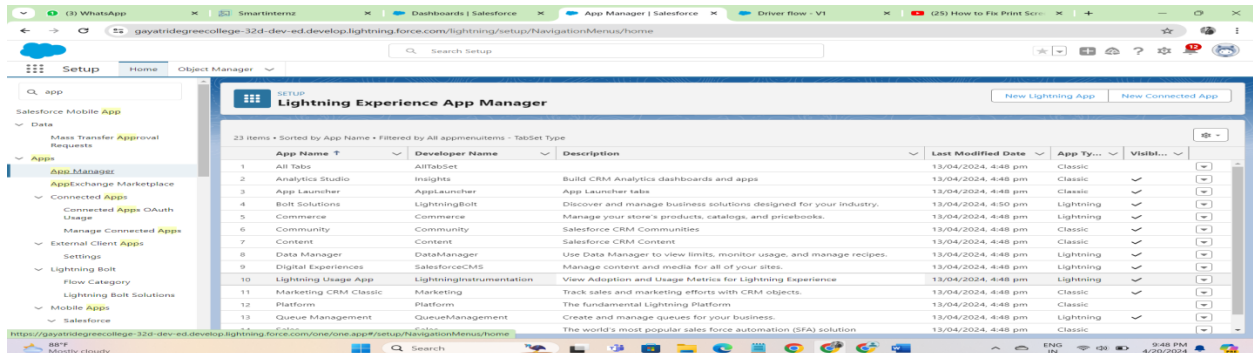 (3) WhatsApp
Smartinternz
Dashboards | Salesforce
App Manager | Salesforce
Driver flow - V1
(25) How to Fix Print Scre
gayatridegreecollege-32d-dev-ed.develop.lightning.force.com/lightning/setup/NavigationMenus/home
Search Setup
12
Setup Home Object Manager
app
Salesforce Mobile App
Data
Mass Transfer Approval
Requests
Apps
App Manager
AppExchange Marketplace
Connected Apps
Connected Apps OAuth
Usage
Manage Connected Apps
External Client Apps
Settings
Lightning Bolt
Flow Category
Lightning Bolt Solutions
Mobile Apps
Salesforce
SETUP
Lightning Experience App Manager
New Lightning App New Connected App
23 items • Sorted by App Name • Filtered by All appmenuitems - TabSet Type
App Name ↑ Developer Name Description Last Modified Date App Ty... Visibl...
1 All Tabs AllTabSet 13/04/2024, 4:48 pm Classic
2 Analytics Studio Insights Build CRM Analytics dashboards and apps 13/04/2024, 4:48 pm Classic
3 App Launcher AppLauncher App Launcher tabs 13/04/2024, 4:48 pm Classic
4 Bolt Solutions LightningBolt Discover and manage business solutions designed for your industry. 13/04/2024, 4:50 pm Lightning
5 Commerce Commerce Manage your store's products, catalogs, and pricebooks. 13/04/2024, 4:48 pm Lightning
6 Community Community Salesforce CRM Communities 13/04/2024, 4:48 pm Classic
7 Content Content Salesforce CRM Content 13/04/2024, 4:48 pm Classic
8 Data Manager DataManager Use Data Manager to view limits, monitor usage, and manage recipes. 13/04/2024, 4:48 pm Lightning
9 Digital Experiences SalesforceCMS Manage content and media for all of your sites. 13/04/2024, 4:48 pm Lightning
10 Lightning Usage App LightningInstrumentation View Adoption and Usage Metrics for Lightning Experience 13/04/2024, 4:48 pm Lightning
11 Marketing CRM Classic Marketing Track sales and marketing efforts with CRM objects. 13/04/2024, 4:48 pm Classic
12 Platform Platform The fundamental Lightning Platform 13/04/2024, 4:48 pm Classic
13 Queue Management QueueManagement Create and manage queues for your business. 13/04/2024, 4:48 pm Lightning
The world's most popular sales force automation (SFA) solution 13/04/2024, 4:48 pm Classic
https://gayatridegreecollege-32d-dev-ed.develop.lightning.force.com/one/one.app#/setup/NavigationMenus/home
88°F
Mostly cloudy
Search
ENG
IN
9:48 PM
4/20/2024